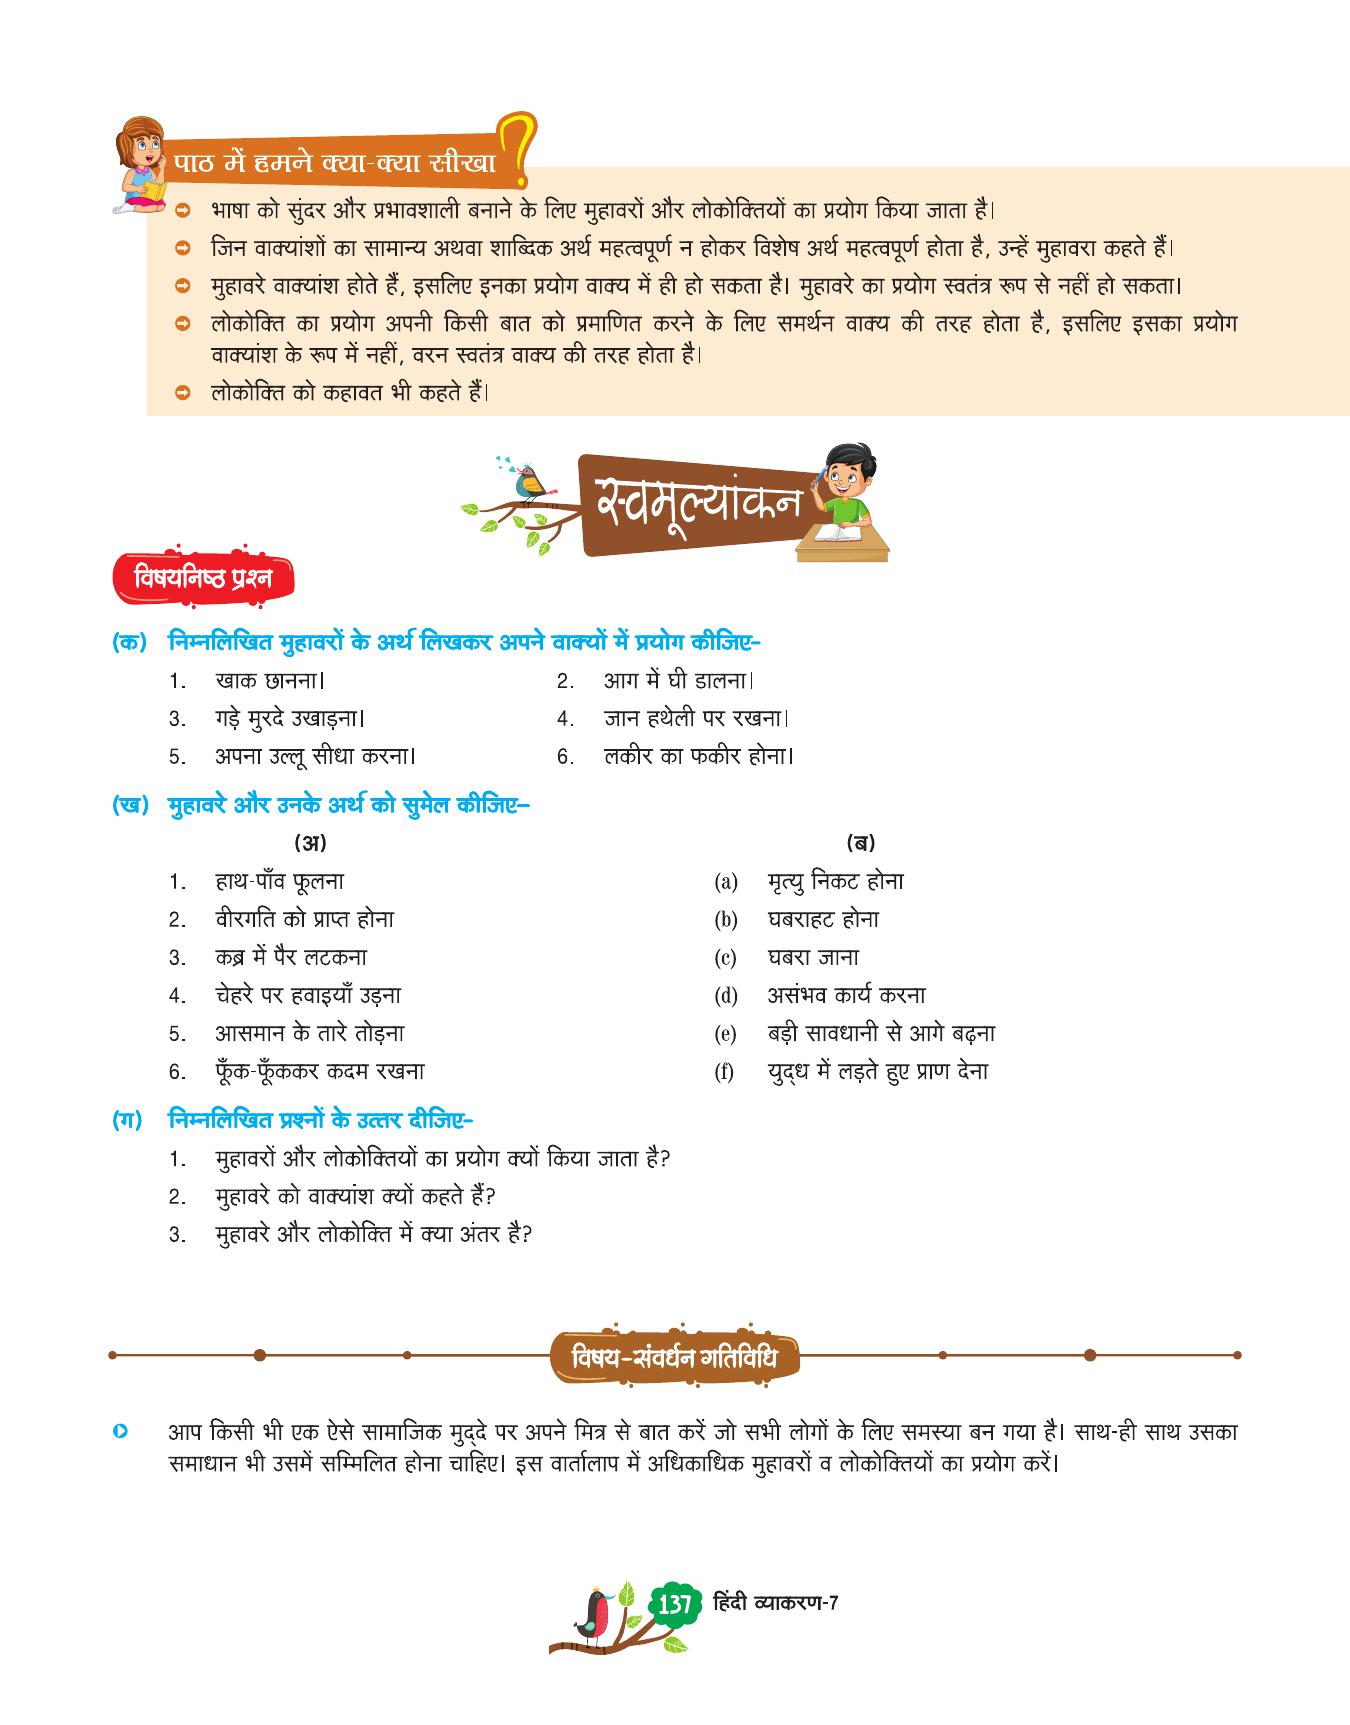 पाठ में हमने क्या-क्या सीखा?
भाषा को सुंदर और प्रभावशाली बनाने के लिए मुहावरों और लोकोक्तियों का प्रयोग किया जाता है।
जिन वाक्यांशों का सामान्य अथवा शाब्दिक अर्थ महत्वपूर्ण न होकर विशेष अर्थ महत्वपूर्ण होता है, उन्हें मुहावरा कहते हैं।
मुहावरे वाक्यांश होते हैं, इसलिए इनका प्रयोग वाक्य में ही हो सकता है। मुहावरे का प्रयोग स्वतंत्र रूप से नहीं हो सकता।
लोकोक्ति का प्रयोग अपनी किसी बात को प्रमाणित करने के लिए समर्थन वाक्य की तरह होता है, इसलिए इसका प्रयोग
वाक्यांश के रूप में नहीं, वरन स्वतंत्र वाक्य की तरह होता है।
लोकोक्ति को कहावत भी कहते हैं।
स्वमूल्यांकन
विषयनिष्ठ प्रश्न
(क) निम्नलिखित मुहावरों के अर्थ लिखकर अपने वाक्यों में प्रयोग कीजिए-
1. खाक छानना। 2. आग में घी डालना।
3. गड़े मुरदे उखाड़ना। 4. जान हथेली पर रखना।
5. अपना उल्लू सीधा करना। 6. लकीर का फकीर होना।
(ख) मुहावरे और उनके अर्थ को सुमेल कीजिए–
(अ) (ब)
1. हाथ-पाँव फूलना (a) मृत्यु निकट होना
2. वीरगति को प्राप्त होना (b) घबराहट होना
3. कब्र में पैर लटकना (c) घबरा जाना
4. चेहरे पर हवाइयाँ उड़ना (d) असंभव कार्य करना
5. आसमान के तारे तोड़ना (e) बड़ी सावधानी से आगे बढ़ना
6. फूँक-फूँककर कदम रखना (f) युद्ध में लड़ते हुए प्राण देना
(ग) निम्नलिखित प्रश्नों के उत्तर दीजिए-
1. मुहावरों और लोकोक्तियों का प्रयोग क्यों किया जाता है?
2. मुहावरे को वाक्यांश क्यों कहते हैं?
3. मुहावरे और लोकोक्ति में क्या अंतर है?
विषय-संवर्धन गतिविधि
आप किसी भी एक ऐसे सामाजिक मुद्दे पर अपने मित्र से बात करें जो सभी लोगों के लिए समस्या बन गया है। साथ-ही साथ उसका
समाधान भी उसमें सम्मिलित होना चाहिए। इस वार्तालाप में अधिकाधिक मुहावरों व लोकोक्तियों का प्रयोग करें।
137 हिंदी व्याकरण-7